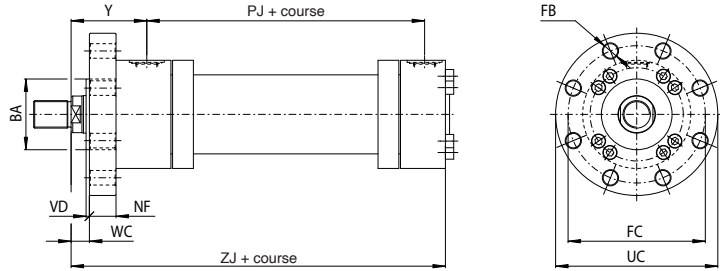 Y
PJ + course
FB
BA
VD
NF
WC
ZJ + course
FC
UC